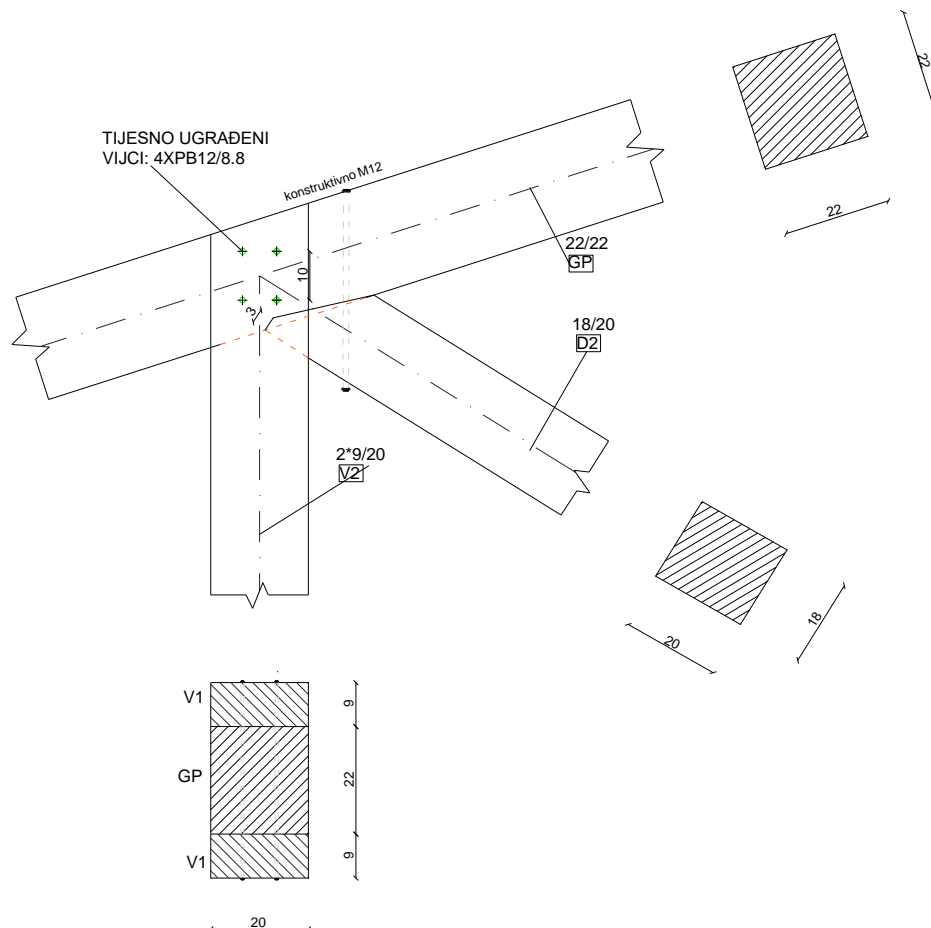 22
22
TIJESNO UGRAĐENI
VIJCI: 4XPB12/8.8
konstruktivno M12
22/22
GP
10
3
18/20
D2
2*9/20
V2
18
20
V1
9
GP
22
V1
9
20